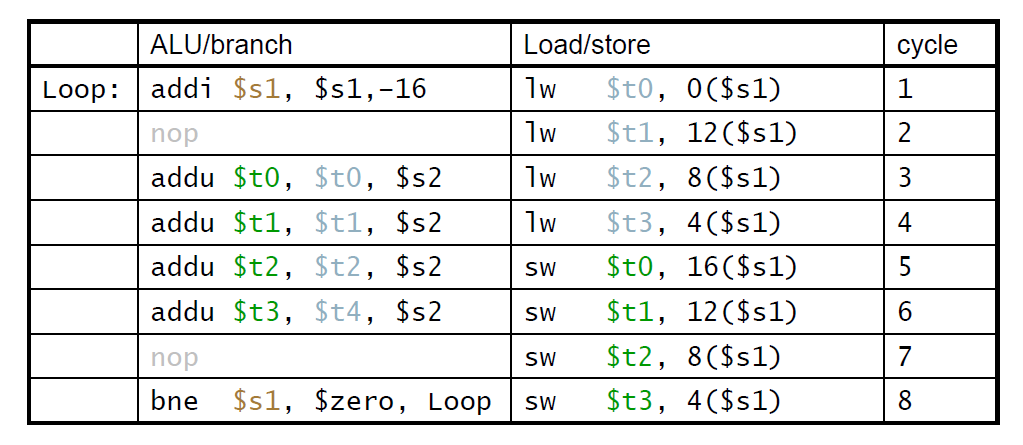 ALU/branch Load/store cycle
Loop: addi $s1, $s1,-16 lw $t0, 0($s1) 1
nop lw $t1, 12($s1) 2
addu $t0, $t0, $s2 lw $t2, 8($s1) 3
addu $t1, $t1, $s2 lw $t3, 4($s1) 4
addu $t2, $t2, $s2 sw $t0, 16($s1) 5
addu $t3, $t4, $s2 sw $t1, 12($s1) 6
nop sw $t2, 8($s1) 7
bne $s1, $zero, Loop sw $t3, 4($s1) 8